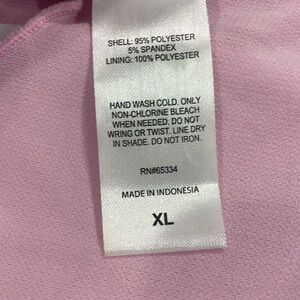 SHELL: 95% POLYESTER
5% SPANDEX
LINING: 100% POLYESTER
HAND WASH COLD. ONLY
NON-CHLORINE BLEACH
WHEN NEEDED. DO NOT
WRING OR TWIST. LINE DRY
IN SHADE. DO NOT IRON.
RN#65334
MADE IN INDONESIA
XL